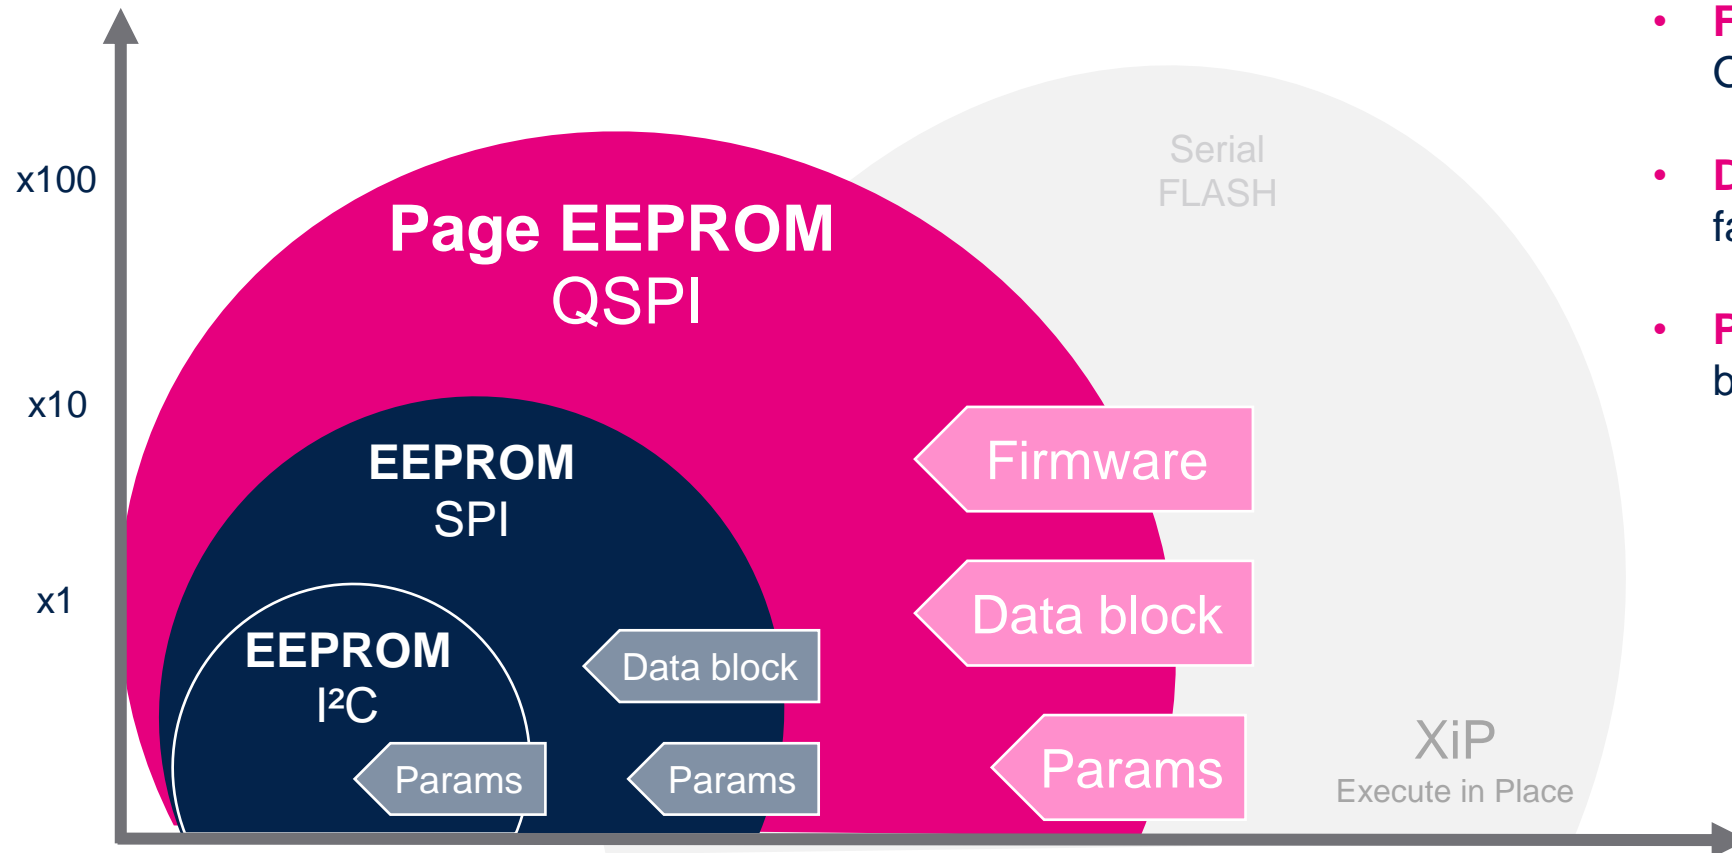 x100
x10
x1
Page EEPROM
QSPI
EEPROM
SPI
EEPROM
I²C
Serial
FLASH
Firmware
Data block
Params
Data block
Params
Params
XiP
Execute in Place